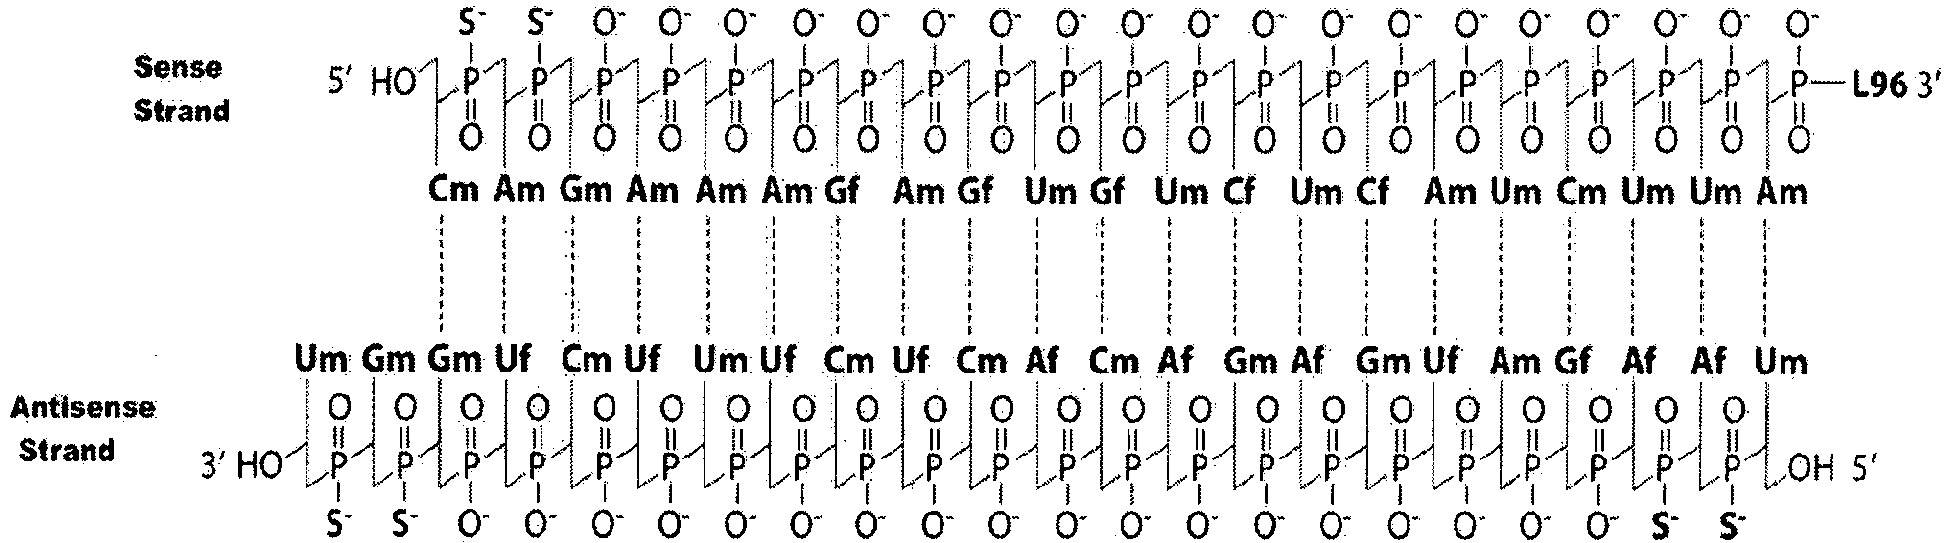 S⁻ S⁻ O⁻ O⁻ O⁻ O⁻ O⁻ O⁻ O⁻ O⁻ O⁻ O⁻ O⁻ O⁻ O⁻ O⁻ O⁻ O⁻ O⁻ O⁻ O⁻
Sense
Strand
5′ HO P P P P P P P P P P P P P P P P P P P P P L96 3′
O O O O O O O O O O O O O O O O O O O O O
Cm Am Gm Am Am Am Gf Am Gf Um Gf Um Cf Um Cf Am Um Cm Um Um Am
Um Gm Gm Uf Cm Uf Um Uf Cm Uf Cm Af Cm Af Gm Af Gm Uf Am Gf Af Af Um
Antisense
Strand
O O O O O O O O O O O O O O O O O O O O O O
3′ HO P P P P P P P P P P P P P P P P P P P P P P OH 5′
S⁻ S⁻ O⁻ O⁻ O⁻ O⁻ O⁻ O⁻ O⁻ O⁻ O⁻ O⁻ O⁻ O⁻ O⁻ O⁻ O⁻ O⁻ O⁻ O⁻ S⁻ S⁻